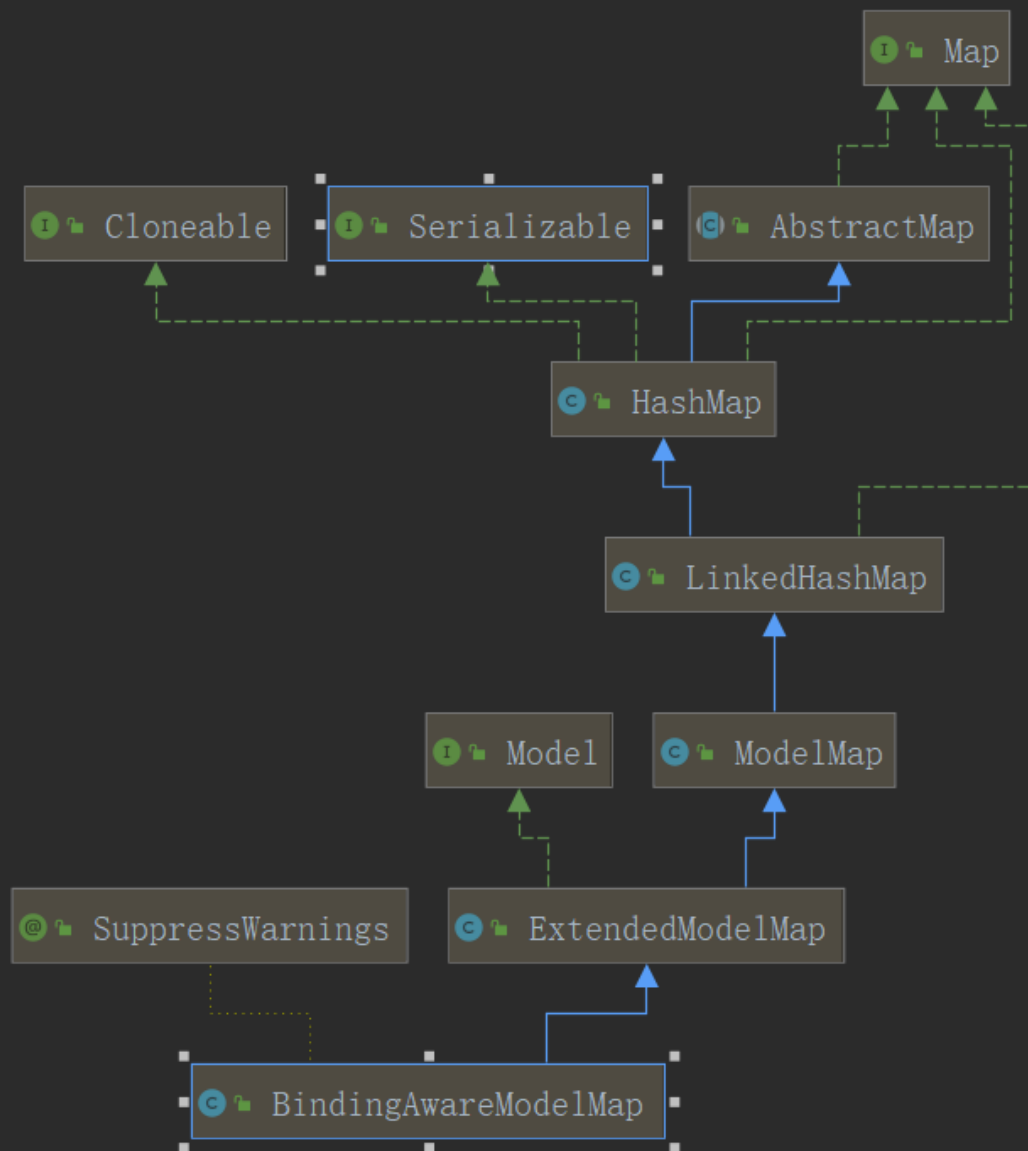 Map
Cloneable
Serializable
AbstractMap
HashMap
LinkedHashMap
Model
ModelMap
SuppressWarnings
ExtendedModelMap
BindingAwareModelMap